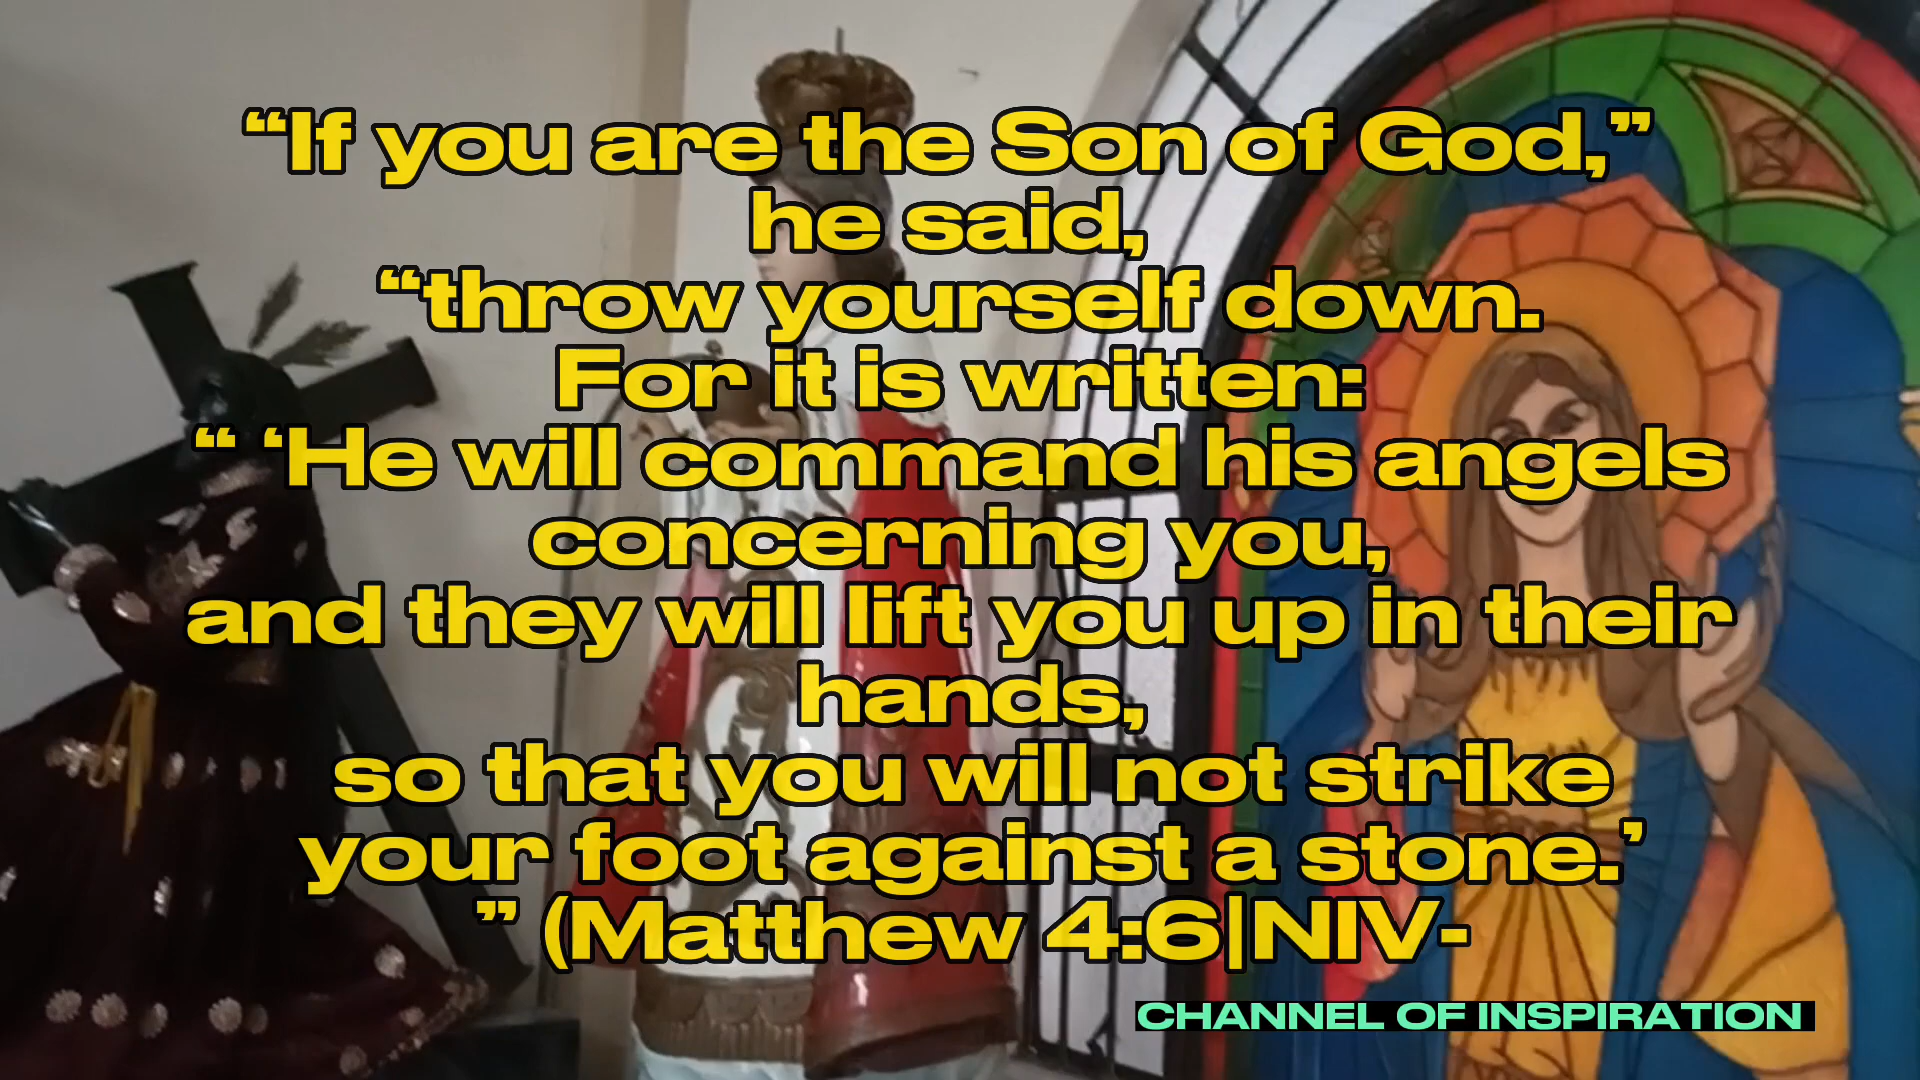 “If you are the Son of God,”
he said,
“throw yourself down.
For it is written:
“ ‘He will command his angels
concerning you,
and they will lift you up in their
hands,
so that you will not strike
your foot against a stone.’
” (Matthew 4:6|NIV-
CHANNEL OF INSPIRATION